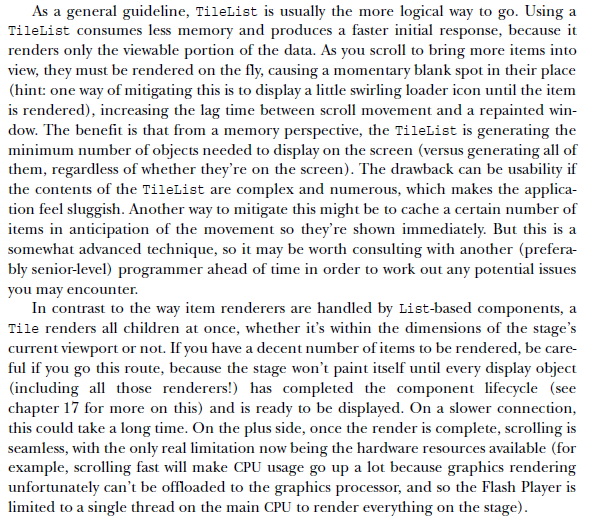 As a general guideline, TileList is usually the more logical way to go. Using a
TileList consumes less memory and produces a faster initial response, because it
renders only the viewable portion of the data. As you scroll to bring more items into
view, they must be rendered on the fly, causing a momentary blank spot in their place
(hint: one way of mitigating this is to display a little swirling loader icon until the item
is rendered), increasing the lag time between scroll movement and a repainted win-
dow. The benefit is that from a memory perspective, the TileList is generating the
minimum number of objects needed to display on the screen (versus generating all of
them, regardless of whether they're on the screen). The drawback can be usability if
the contents of the TileList are complex and numerous, which makes the applica-
tion feel sluggish. Another way to mitigate this might be to cache a certain number of
items in anticipation of the movement so they're shown immediately. But this is a
somewhat advanced technique, so it may be worth consulting with another (prefera-
bly senior-level) programmer ahead of time in order to work out any potential issues
you may encounter.
In contrast to the way item renderers are handled by List-based components, a
Tile renders all children at once, whether it's within the dimensions of the stage's
current viewport or not. If you have a decent number of items to be rendered, be care-
ful if you go this route, because the stage won't paint itself until every display object
(including all those renderers!) has completed the component lifecycle (see
chapter 17 for more on this) and is ready to be displayed. On a slower connection,
this could take a long time. On the plus side, once the render is complete, scrolling is
seamless, with the only real limitation now being the hardware resources available (for
example, scrolling fast will make CPU usage go up a lot because graphics rendering
unfortunately can't be offloaded to the graphics processor, and so the Flash Player is
limited to a single thread on the main CPU to render everything on the stage).